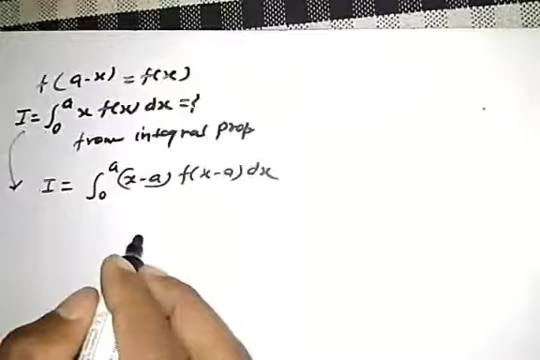 f(a-x) = f(x)
I = ∫₀ᵃ x f(x) dx = ?
from integral prop
I = ∫₀ᵃ (x-a) f(x-a) dx